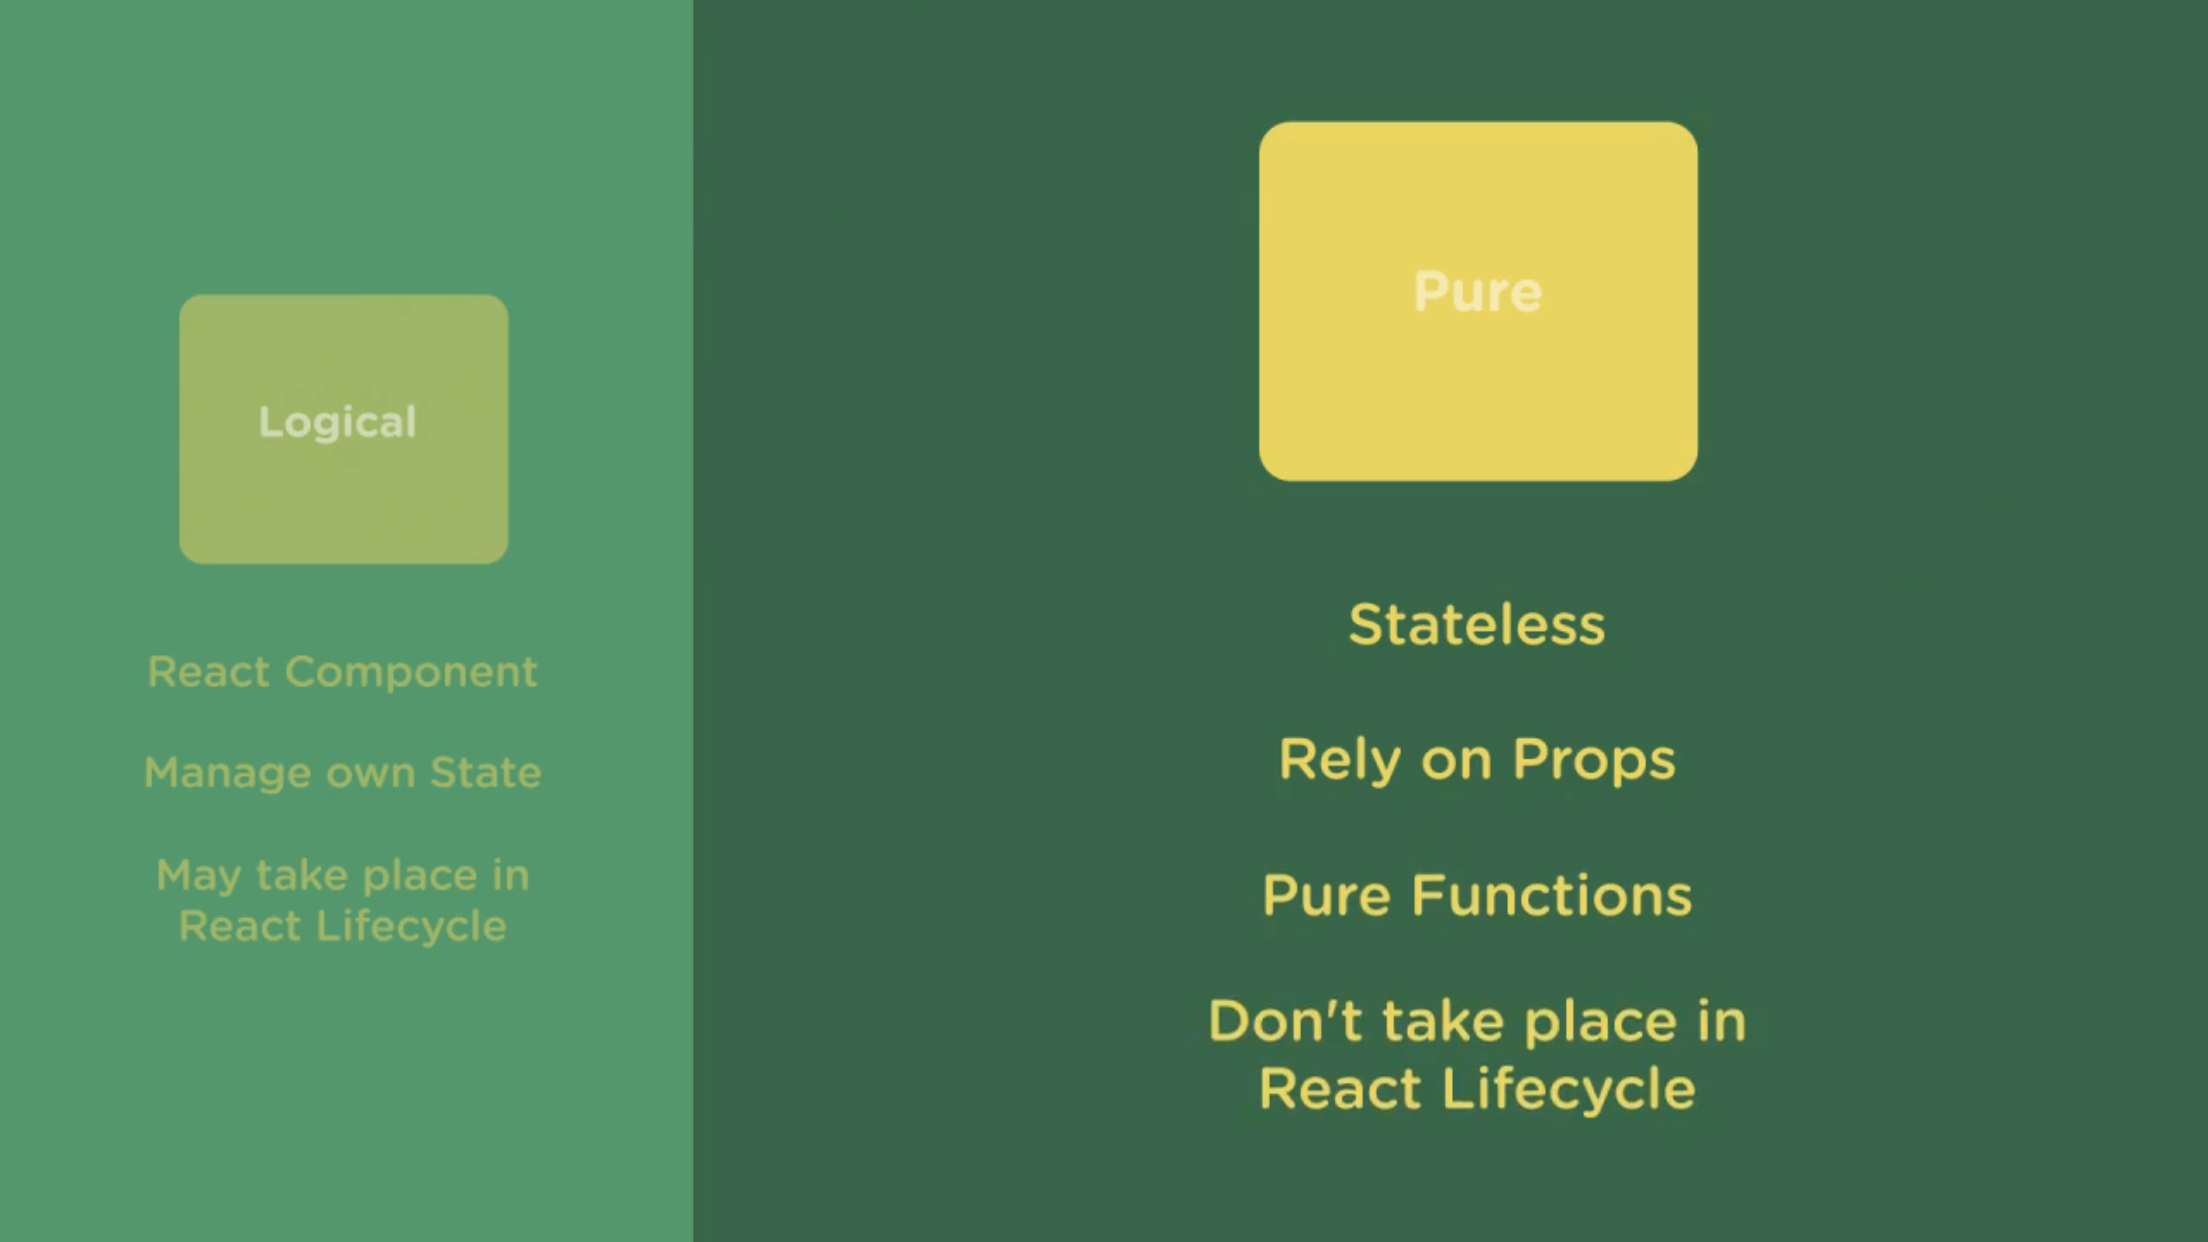 Logical
React Component
Manage own State
May take place in
React Lifecycle
Pure
Stateless
Rely on Props
Pure Functions
Don't take place in
React Lifecycle